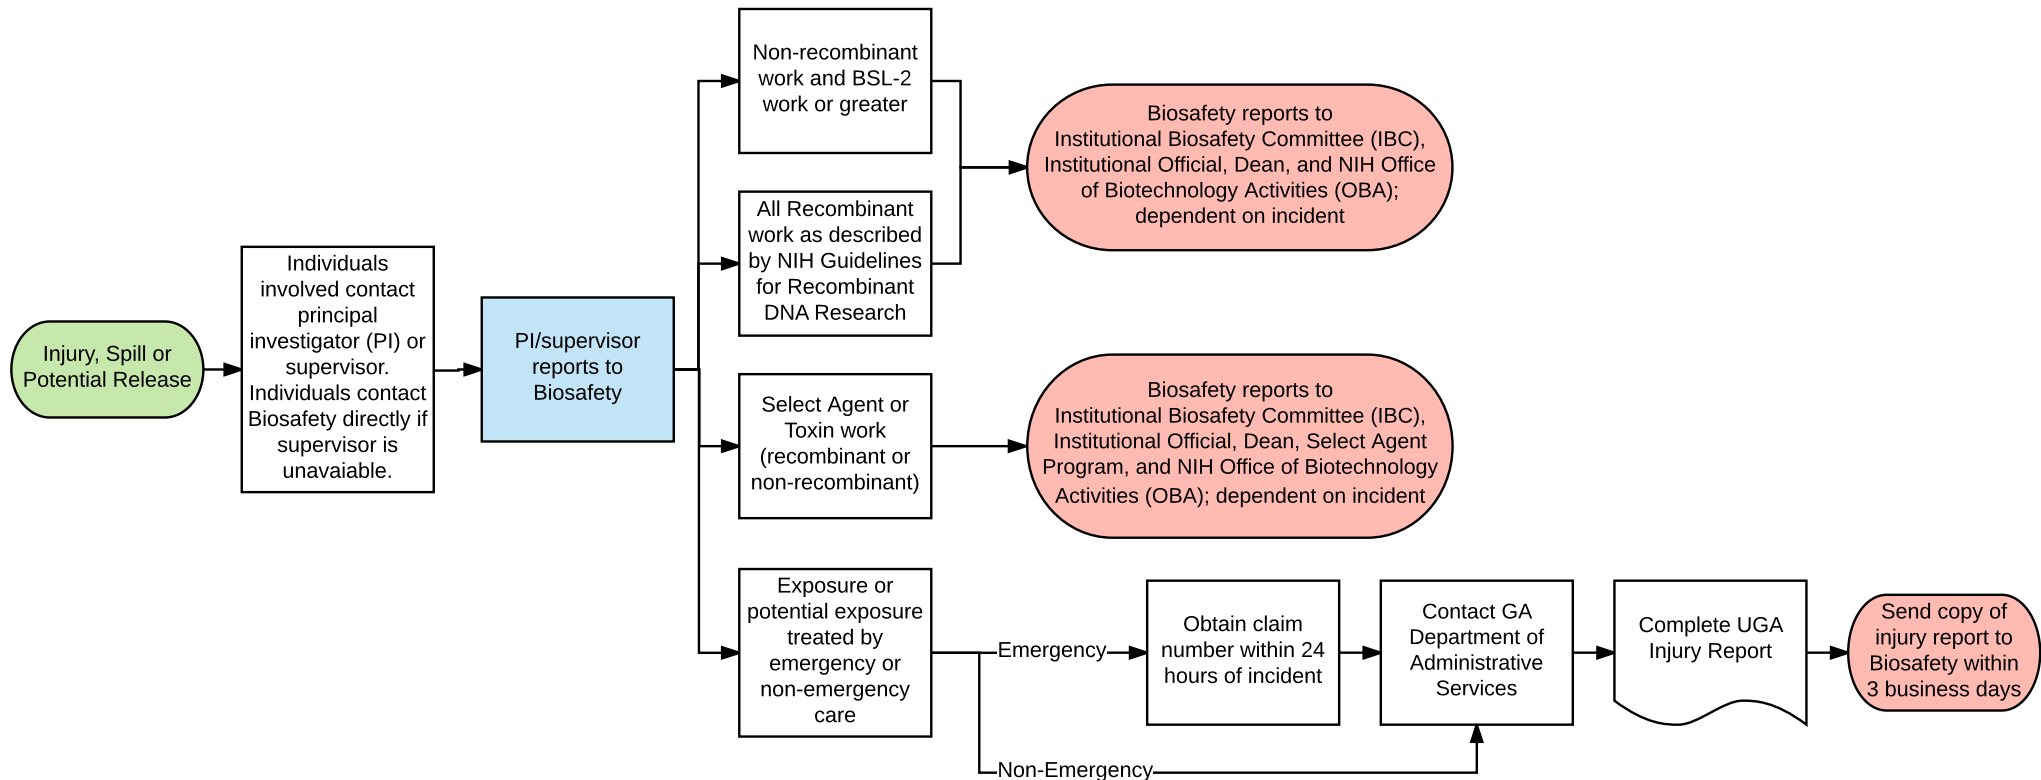 Injury, Spill or
Potential Release
Individuals
involved contact
principal
investigator (PI) or
supervisor.
Individuals contact
Biosafety directly if
supervisor is
unavaiable.
PI/supervisor
reports to
Biosafety
Non-recombinant
work and BSL-2
work or greater
All Recombinant
work as described
by NIH Guidelines
for Recombinant
DNA Research
Biosafety reports to
Institutional Biosafety Committee (IBC),
Institutional Official, Dean, and NIH Office
of Biotechnology Activities (OBA);
dependent on incident
Select Agent or
Toxin work
(recombinant or
non-recombinant)
Biosafety reports to
Institutional Biosafety Committee (IBC),
Institutional Official, Dean, Select Agent
Program, and NIH Office of Biotechnology
Activities (OBA); dependent on incident
Exposure or
potential exposure
treated by
emergency or
non-emergency
care
Emergency
Obtain claim
number within 24
hours of incident
Non-Emergency
Contact GA
Department of
Administrative
Services
Complete UGA
Injury Report
Send copy of
injury report to
Biosafety within
3 business days